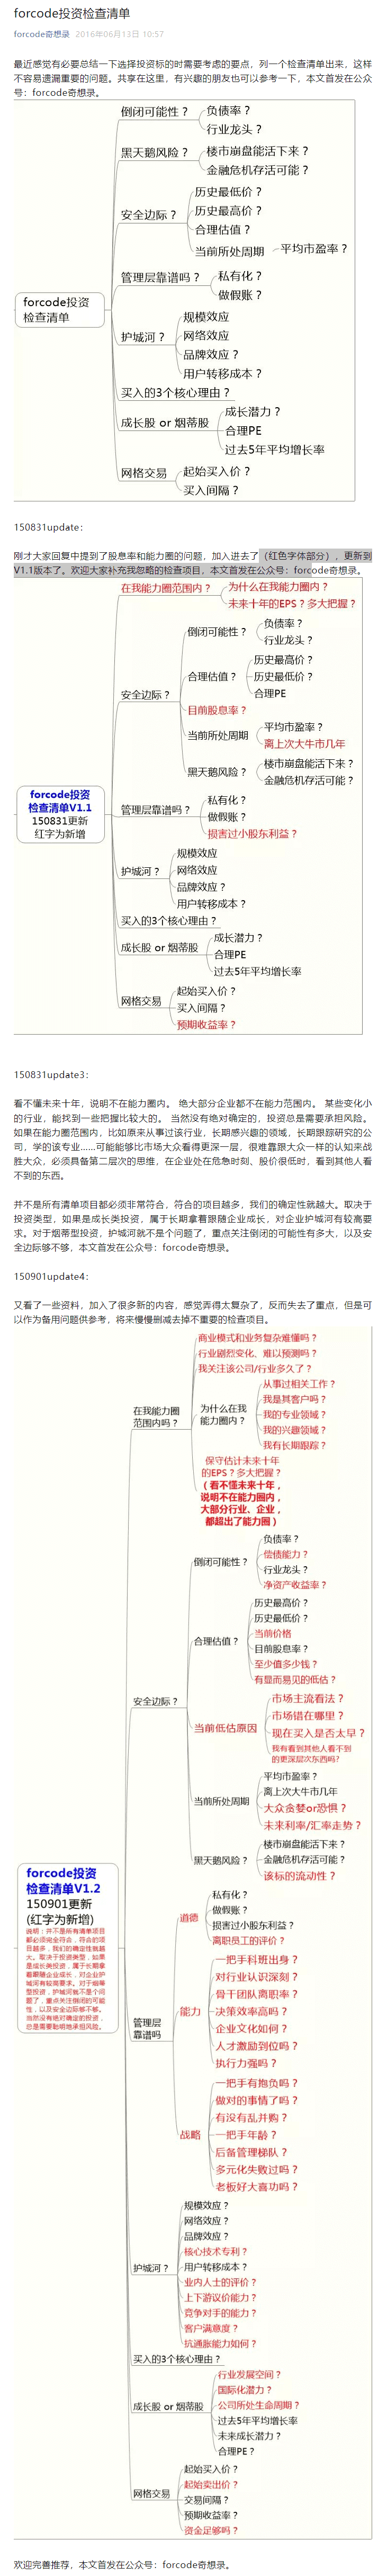 forcode投资检查清单
forcode奇想录 2016年06月13日 10:57
最近感觉有必要总结一下选择投资标的时需要考虑的要点，列一个检查清单出来，这样
不容易遗漏重要的问题。共享在这里，有兴趣的朋友也可以参考一下，本文首发在公众
号：forcode奇想录。
forcode投资
检查清单
倒闭可能性？
负债率？
行业龙头？
黑天鹅风险？
楼市崩盘能活下来？
金融危机存活可能？
安全边际？
历史最低价？
历史最高价？
合理估值？
当前所处周期
平均市盈率？
管理层靠谱吗？
私有化？
做假账？
护城河？
规模效应
网络效应
品牌效应？
用户转移成本？
买入的3个核心理由？
成长股 or 烟蒂股
成长潜力？
合理PE
过去5年平均增长率
网格交易
起始买入价？
买入间隔？
150831update：
刚才大家回复中提到了股息率和能力圈的问题，加入进去了（红色字体部分），更新到
V1.1版本了。欢迎大家补充我忽略的检查项目，本文首发在公众号：forcode奇想录。
forcode投资
检查清单V1.1
150831更新
红字为新增
在我能力圈范围内？
为什么在我能力圈内？
未来十年的EPS？多大把握？
安全边际？
倒闭可能性？
负债率？
行业龙头？
合理估值？
历史最高价？
历史最低价？
合理PE
目前股息率？
当前所处周期
平均市盈率？
离上次大牛市几年
黑天鹅风险？
楼市崩盘能活下来？
金融危机存活可能？
管理层靠谱吗？
私有化？
做假账？
损害过小股东利益？
护城河？
规模效应
网络效应
品牌效应？
用户转移成本？
买入的3个核心理由？
成长股 or 烟蒂股
成长潜力？
合理PE
过去5年平均增长率
网格交易
起始买入价？
买入间隔？
预期收益率？
150831update3：
看不懂未来十年，说明不在能力圈内。 绝大部分企业都不在能力范围内。 某些变化小
的行业，能找到一些把握比较大的。 当然没有绝对确定的，投资总是需要承担风险。
如果在能力圈范围内，比如原来从事过该行业，长期感兴趣的领域，长期跟踪研究的公
司，学的该专业……可能能够比市场大众看得更深一层，很难靠跟大众一样的认知来战
胜大众，必须具备第二层次的思维，在企业处在危急时刻、股价很低时，看到其他人看
不到的东西。
并不是所有清单项目都必须非常符合，符合的项目越多，我们的确定性就越大。取决于
投资类型，如果是成长类投资，属于长期拿着跟随企业成长，对企业护城河有较高要
求。对于烟蒂型投资，护城河就不是个问题了，重点关注倒闭的可能性有多大，以及安
全边际够不够，本文首发在公众号：forcode奇想录。
150901update4：
又看了一些资料，加入了很多新的内容，感觉弄得太复杂了，反而失去了重点，但是可
以作为备用问题供参考，将来慢慢删减去掉不重要的检查项目。
forcode投资
检查清单V1.2
150901更新
(红字为新增)
说明：并不是所有清单项目
都必须完全符合，符合的项
目越多，我们的确定性就越
大。取决于投资类型，如果
是成长类投资，属于长期拿
着跟随企业成长，对企业护
城河有较高要求。对于烟蒂
型投资，护城河就不是个问
题了，重点关注倒闭的可能
性，以及安全边际够不够。
当然没有绝对确定的投资，
总是需要聪明地承担风险。
在我能力圈
范围内吗？
商业模式和业务复杂难懂吗？
行业剧烈变化、难以预测吗？
我关注该公司/行业多久了？
为什么在我
能力圈内？
从事过相关工作？
我是其客户吗？
我的专业领域？
我的兴趣领域？
我有长期跟踪？
保守估计未来十年
的EPS？多大把握？
（看不懂未来十年，
说明不在能力圈内，
大部分行业、企业，
都超出了能力圈）
安全边际？
倒闭可能性？
负债率？
偿债能力？
行业龙头？
净资产收益率？
合理估值？
历史最高价？
历史最低价？
当前价格
目前股息率？
至少值多少钱？
有显而易见的低估？
当前低估原因
市场主流看法？
市场错在哪里？
现在买入是否太早？
我有看到其他人看不到
的更深层次东西吗?
当前所处周期
平均市盈率？
离上次大牛市几年
大众贪婪or恐惧？
未来利率/汇率走势？
黑天鹅风险？
楼市崩盘能活下来？
金融危机存活可能？
该标的流动性？
管理层
靠谱吗
道德
私有化？
做假账？
损害过小股东利益？
离职员工的评价？
能力
一把手科班出身？
对行业认识深刻？
骨干团队离职率？
决策效率高吗？
企业文化如何？
人才激励到位吗？
执行力强吗？
战略
一把手有抱负吗？
做对的事情了吗？
有没有乱并购？
一把手年龄？
后备管理梯队？
多元化失败过吗？
老板好大喜功吗？
护城河？
规模效应？
网络效应？
品牌效应？
核心技术专利？
用户转移成本？
业内人士的评价？
上下游议价能力？
竞争对手的能力？
客户满意度？
抗通胀能力如何？
买入的3个核心理由？
成长股 or 烟蒂股
行业发展空间？
国际化潜力？
公司所处生命周期？
过去5年平均增长率
未来成长潜力？
合理PE？
网格交易
起始买入价？
起始卖出价？
交易间隔？
预期收益率？
资金足够吗？
欢迎完善推荐，本文首发在公众号：forcode奇想录。